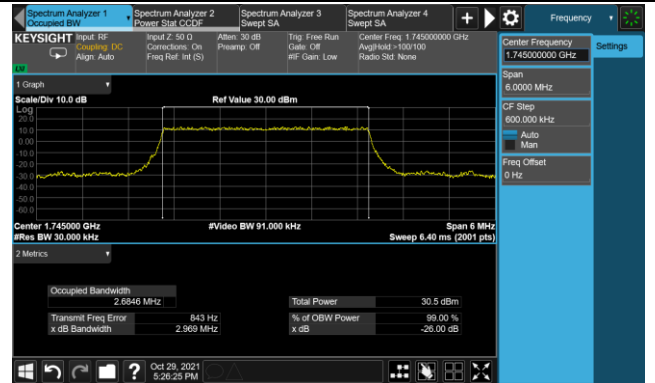 Spectrum Analyzer 1
Occupied BW
Spectrum Analyzer 2
Power Stat CCDF
Spectrum Analyzer 3
Swept SA
Spectrum Analyzer 4
Swept SA
Frequency
KEYSIGHT
Input: RF
Coupling: DC
Align: Auto
Input Z: 50 Ω
Corrections: On
Freq Ref: Int (S)
Atten: 30 dB
Preamp: Off
Trig: Free Run
Gate: Off
#IF Gain: Low
Center Freq: 1.745000000 GHz
Avg|Hold:>100/100
Radio Std: None
Center Frequency
1.745000000 GHz
Settings
Span
6.0000 MHz
CF Step
600.000 kHz
Auto
Man
Freq Offset
0 Hz
1 Graph
Scale/Div 10.0 dB
Ref Value 30.00 dBm
Log
20.0
10.0
0.00
-10.0
-20.0
-30.0
-40.0
-50.0
-60.0
Center 1.745000 GHz
#Video BW 91.000 kHz
Span 6 MHz
#Res BW 30.000 kHz
Sweep 6.40 ms (2001 pts)
2 Metrics
Occupied Bandwidth
2.6846 MHz
Total Power
30.5 dBm
Transmit Freq Error
843 Hz
% of OBW Power
99.00 %
x dB Bandwidth
2.969 MHz
x dB
-26.00 dB
?
Oct 29, 2021
5:26:25 PM